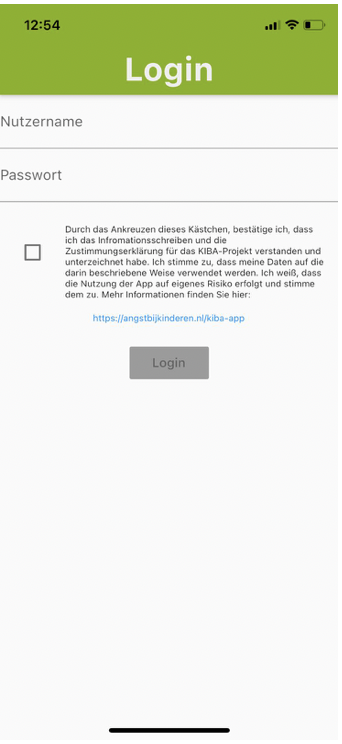 12:54
Login
Nutzername
Passwort
Durch das Ankreuzen dieses Kästchen, bestätige ich, dass
ich das Infromationsschreiben und die
Zustimmungserklärung für das KIBA-Projekt verstanden und
unterzeichnet habe. Ich stimme zu, dass meine Daten auf die
darin beschriebene Weise verwendet werden. Ich weiß, dass
die Nutzung der App auf eigenes Risiko erfolgt und stimme
dem zu. Mehr Informationen finden Sie hier:
https://angstbijkinderen.nl/kiba-app
Login